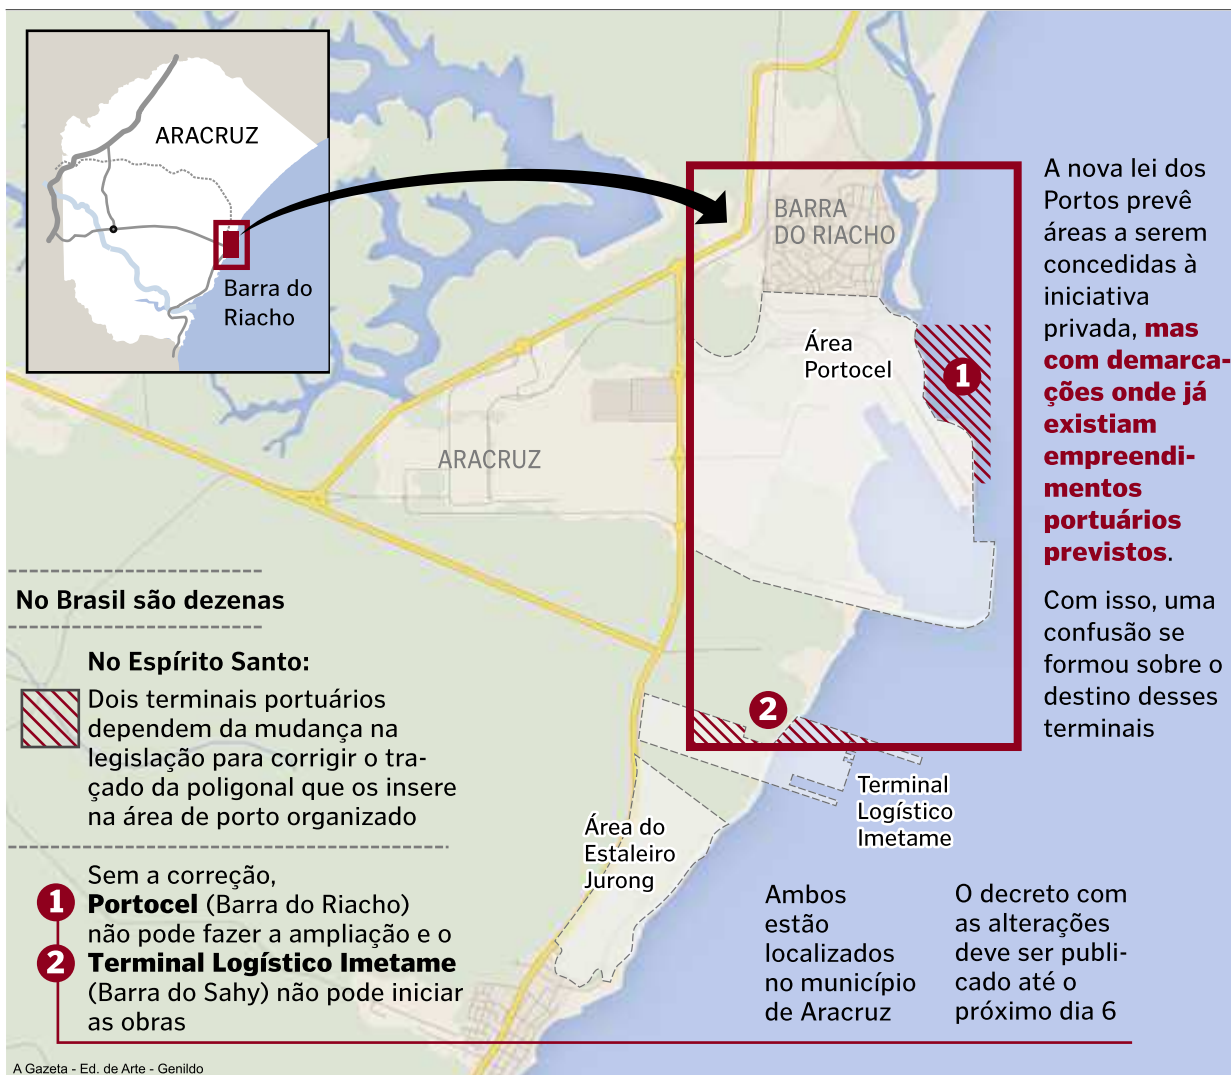 ARACRUZ
Barra do
Riacho
BARRA
DO RIACHO
Área
Portocel
1
ARACRUZ
A nova lei dos
Portos prevê
áreas a serem
concedidas à
iniciativa
privada, mas
com demarca-
ções onde já
existiam
empreendi-
mentos
portuários
previstos.
Com isso, uma
confusão se
formou sobre o
destino desses
terminais
No Brasil são dezenas
No Espírito Santo:
Dois terminais portuários
dependem da mudança na
legislação para corrigir o tra-
çado da poligonal que os insere
na área de porto organizado
2
Terminal
Logístico
Imetame
Área do
Estaleiro
Jurong
Sem a correção,
1 Portocel (Barra do Riacho)
não pode fazer a ampliação e o
2 Terminal Logístico Imetame
(Barra do Sahy) não pode iniciar
as obras
Ambos
estão
localizados
no município
de Aracruz
O decreto com
as alterações
deve ser publi-
cado até o
próximo dia 6
A Gazeta - Ed. de Arte - Genildo